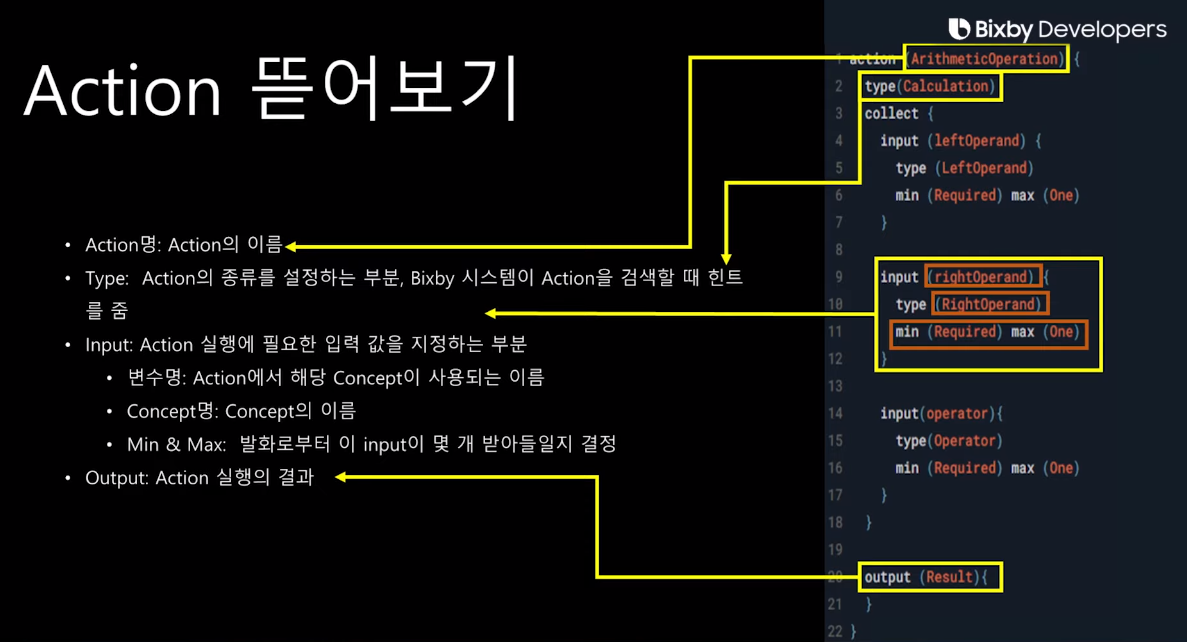 Bixby Developers
Action 뜯어보기
• Action명: Action의 이름
• Type: Action의 종류를 설정하는 부분, Bixby 시스템이 Action을 검색할 때 힌트
를 줌
• Input: Action 실행에 필요한 입력 값을 지정하는 부분
• 변수명: Action에서 해당 Concept이 사용되는 이름
• Concept명: Concept의 이름
• Min & Max: 발화로부터 이 input이 몇 개 받아들일지 결정
• Output: Action 실행의 결과
1 action (ArithmeticOperation) {
2 type(Calculation)
3 collect {
4 input (leftOperand) {
5 type (LeftOperand)
6 min (Required) max (One)
7 }
8
9 input (rightOperand) {
10 type (RightOperand)
11 min (Required) max (One)
12 }
13
14 input(operator){
15 type(Operator)
16 min (Required) max (One)
17 }
18 }
19
20 output (Result){
21 }
22 }